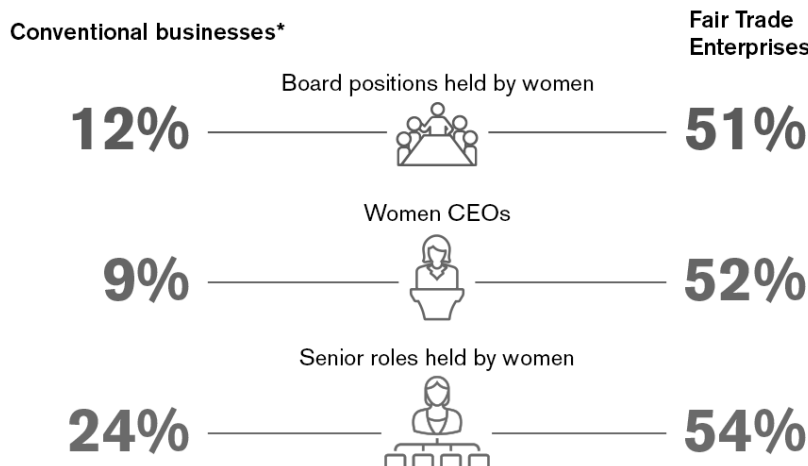 Conventional businesses*
Fair Trade
Enterprises
Board positions held by women
12%
51%
Women CEOs
9%
52%
Senior roles held by women
24%
54%